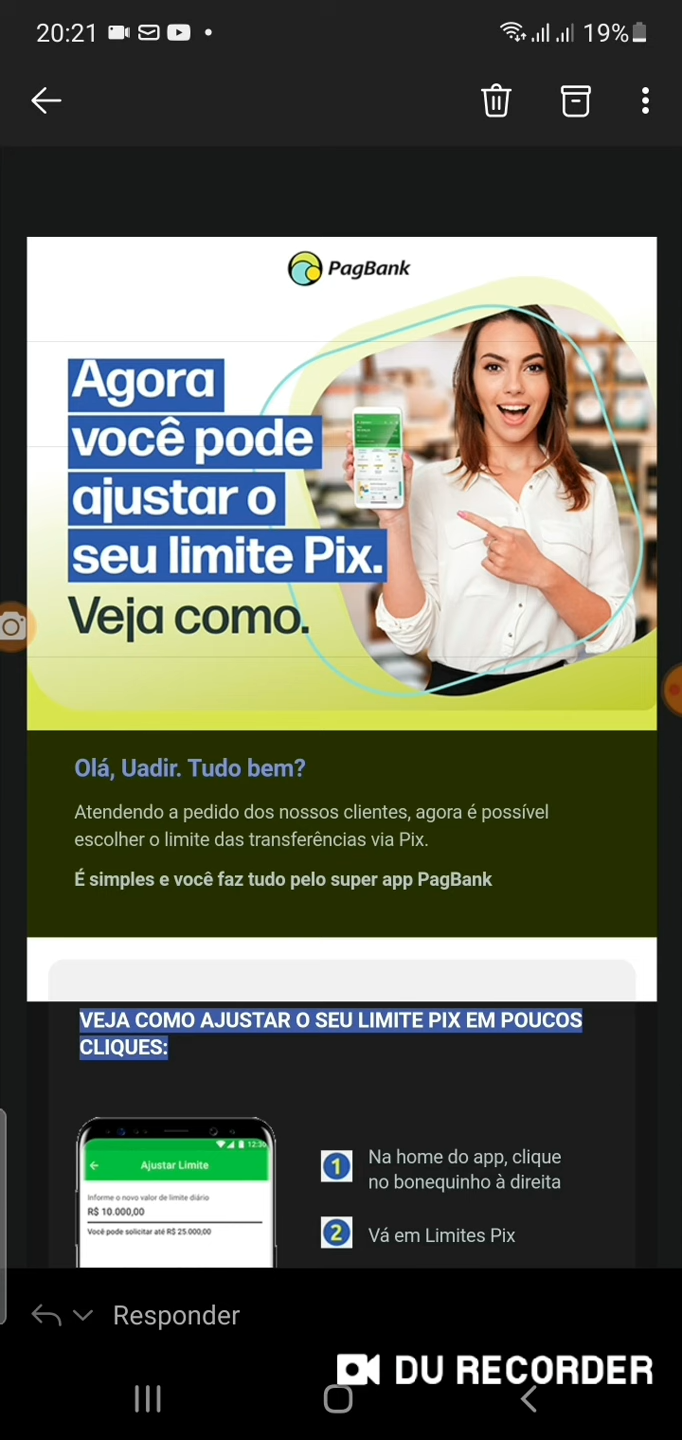 20:21
19%
PagBank
Agora
você pode
ajustar o
seu limite Pix.
Veja como.
Olá, Uadir. Tudo bem?
Atendendo a pedido dos nossos clientes, agora é possível
escolher o limite das transferências via Pix.
É simples e você faz tudo pelo super app PagBank
VEJA COMO AJUSTAR O SEU LIMITE PIX EM POUCOS
CLIQUES:
12:30
Ajustar Limite
Informe o novo valor de limite diário
R$ 10.000,00
Você pode solicitar até R$ 25.000,00
1 Na home do app, clique
no bonequinho à direita
2 Vá em Limites Pix
Responder
DU RECORDER